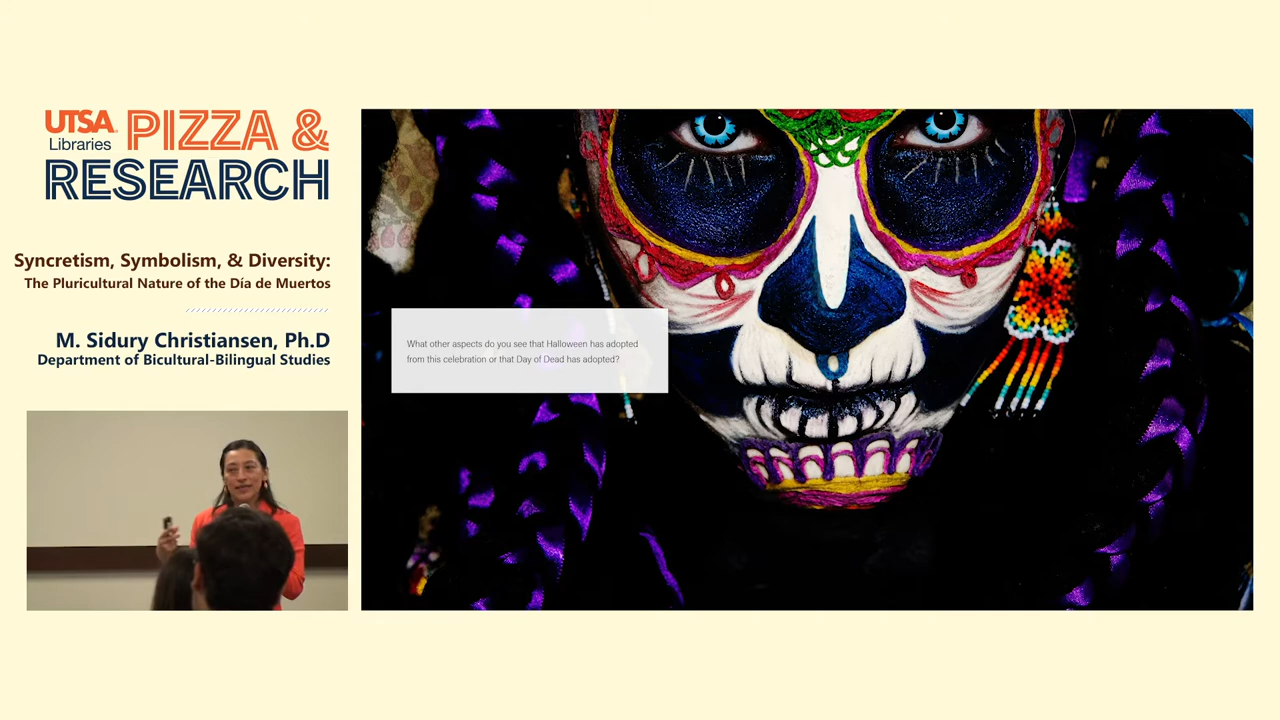 UTSA PIZZA &
Libraries
RESEARCH
Syncretism, Symbolism, & Diversity:
The Pluricultural Nature of the Día de Muertos
M. Sidury Christiansen, Ph.D
Department of Bicultural-Bilingual Studies
What other aspects do you see that Halloween has adopted
from this celebration or that Day of Dead has adopted?